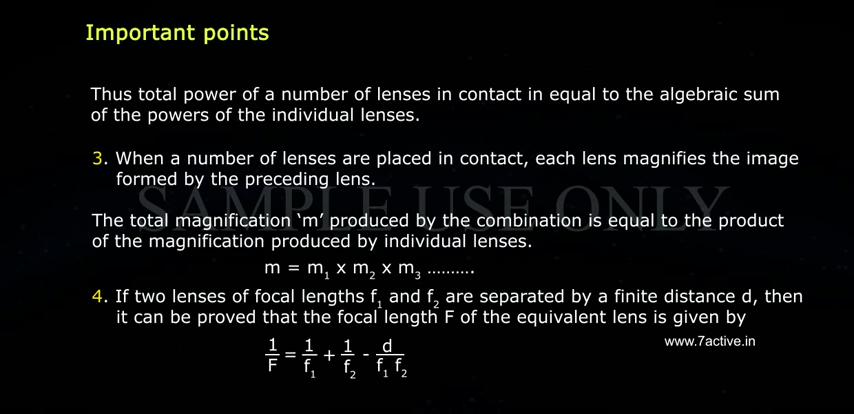 Important points
Thus total power of a number of lenses in contact in equal to the algebraic sum
of the powers of the individual lenses.
3. When a number of lenses are placed in contact, each lens magnifies the image
formed by the preceding lens.
SAMPLE USE ONLY
The total magnification ‘m’ produced by the combination is equal to the product
of the magnification produced by individual lenses.
m = m₁ x m₂ x m₃ ..........
4. If two lenses of focal lengths f₁ and f₂ are separated by a finite distance d, then
it can be proved that the focal length F of the equivalent lens is given by
www.7active.in
1/F = 1/f₁ + 1/f₂ - d/f₁ f₂